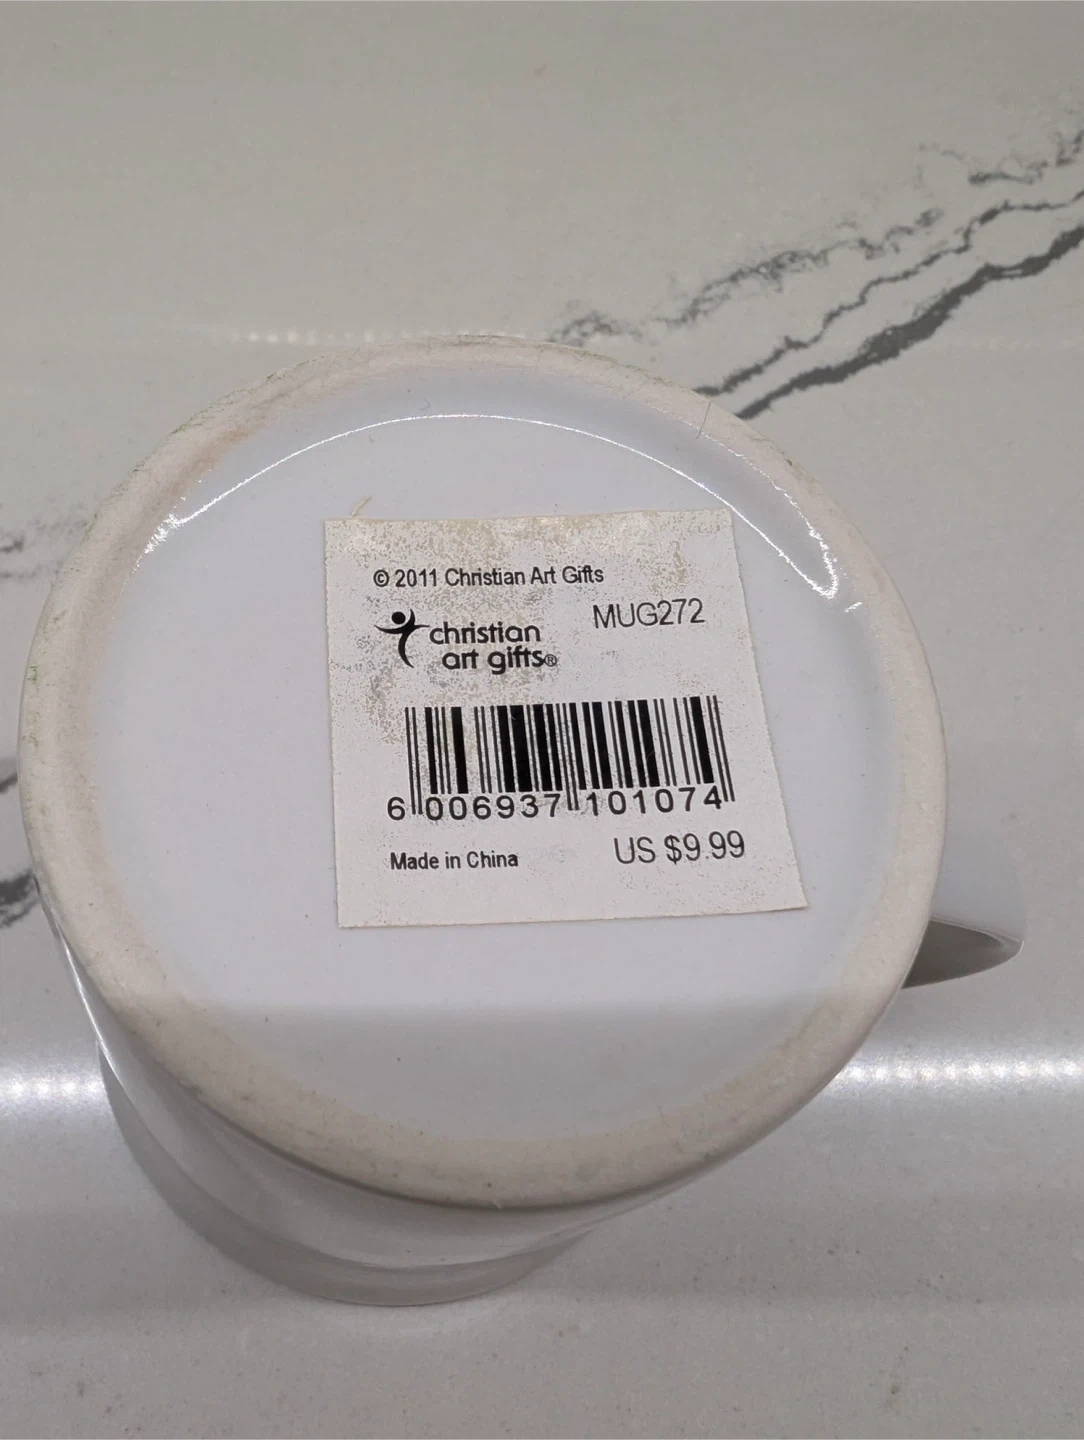 © 2011 Christian Art Gifts
MUG272
christian
art gifts®
6 006937 101074
Made in China
US $9.99